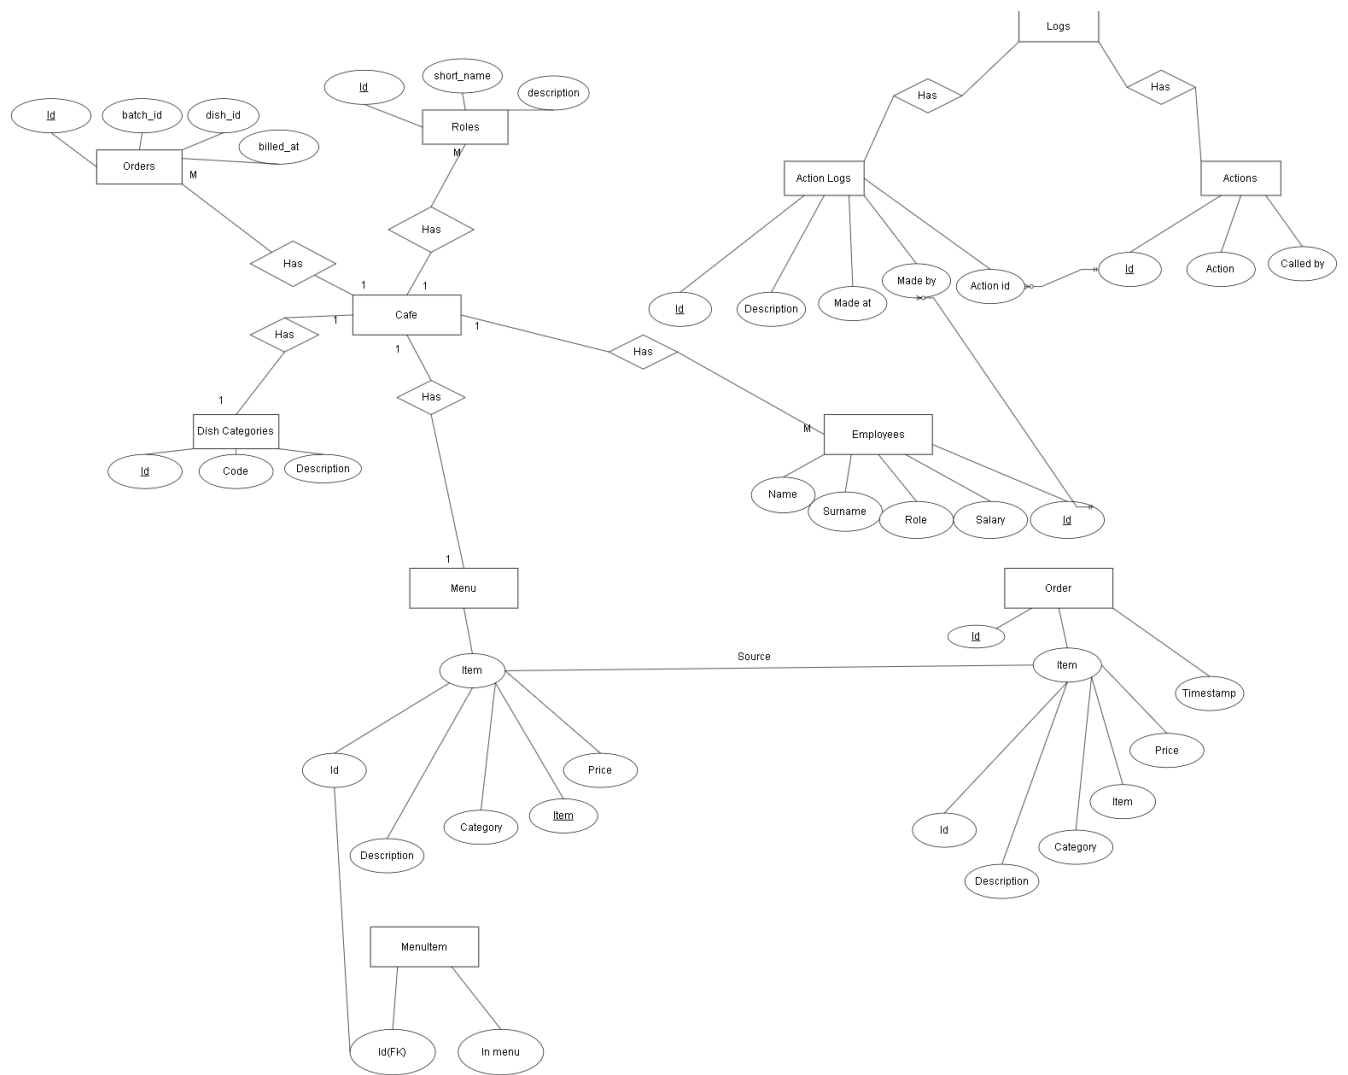 Logs
short_name
Id
description
Has
Has
Id
batch_id
dish_id
Roles
billed_at
M
Orders
M
Action Logs
Actions
Has
Has
Id
Called by
Made by
Action id
Action
1
1
Id
Description
Made at
Cafe
1
1
Has
1
Has
Has
1
Dish Categories
M
Employees
Id
Code
Description
Name
Surname
Role
Salary
Id
1
Menu
Order
Id
Source
Item
Item
Timestamp
Id
Price
Price
Item
Item
Category
Id
Description
Category
Description
MenuItem
Id(FK)
In menu